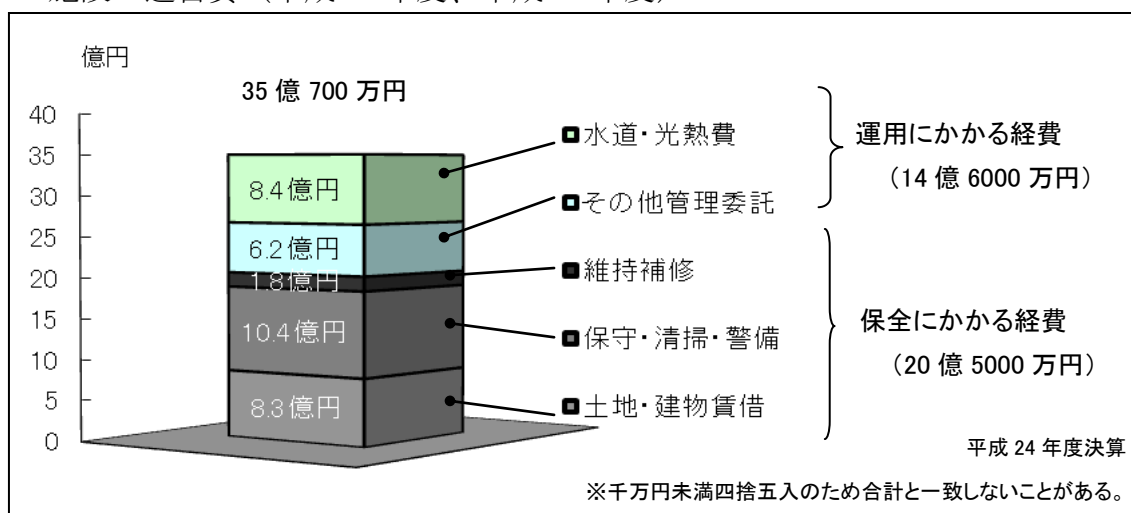 億円
35 億 700 万円
40
35
30
25
20
15
10
5
0
8.4億円
6.2億円
1.8億円
10.4億円
8.3億円
水道・光熱費
その他管理委託
維持補修
保守・清掃・警備
土地・建物賃借
運用にかかる経費
（14 億 6000 万円）
保全にかかる経費
（20 億 5000 万円）
平成 24 年度決算
※千万円未満四捨五入のため合計と一致しないことがある。